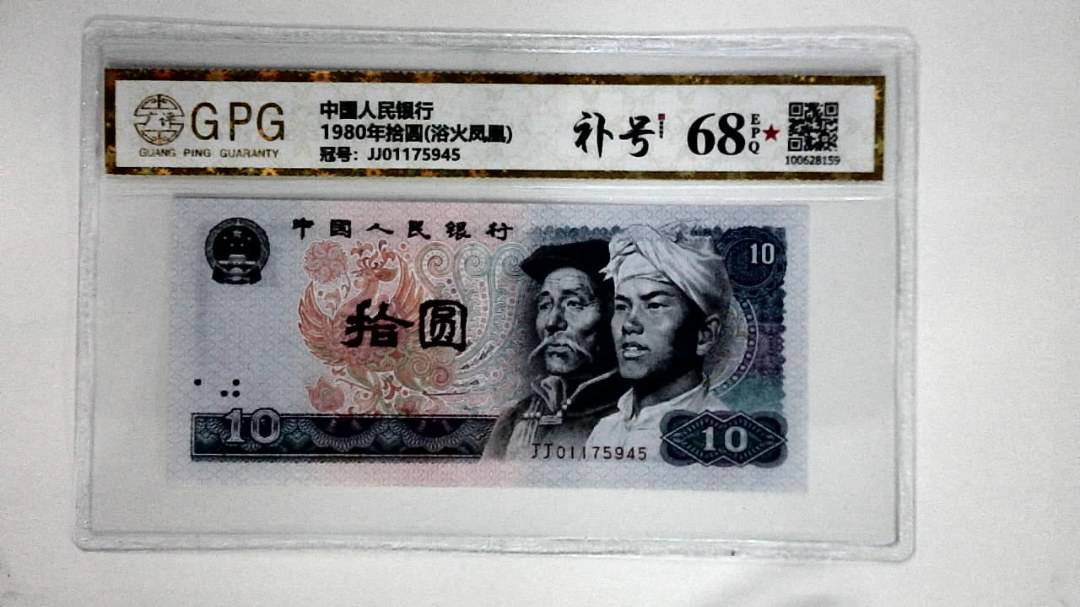 GPG
GUANG PING GUARANTY
中国人民银行
1980年拾圆(浴火凤凰)
冠号：JJ01175945
补号
68
EPQ
100628159
中國人民银行
10
拾圆
10
JJ01175945
10